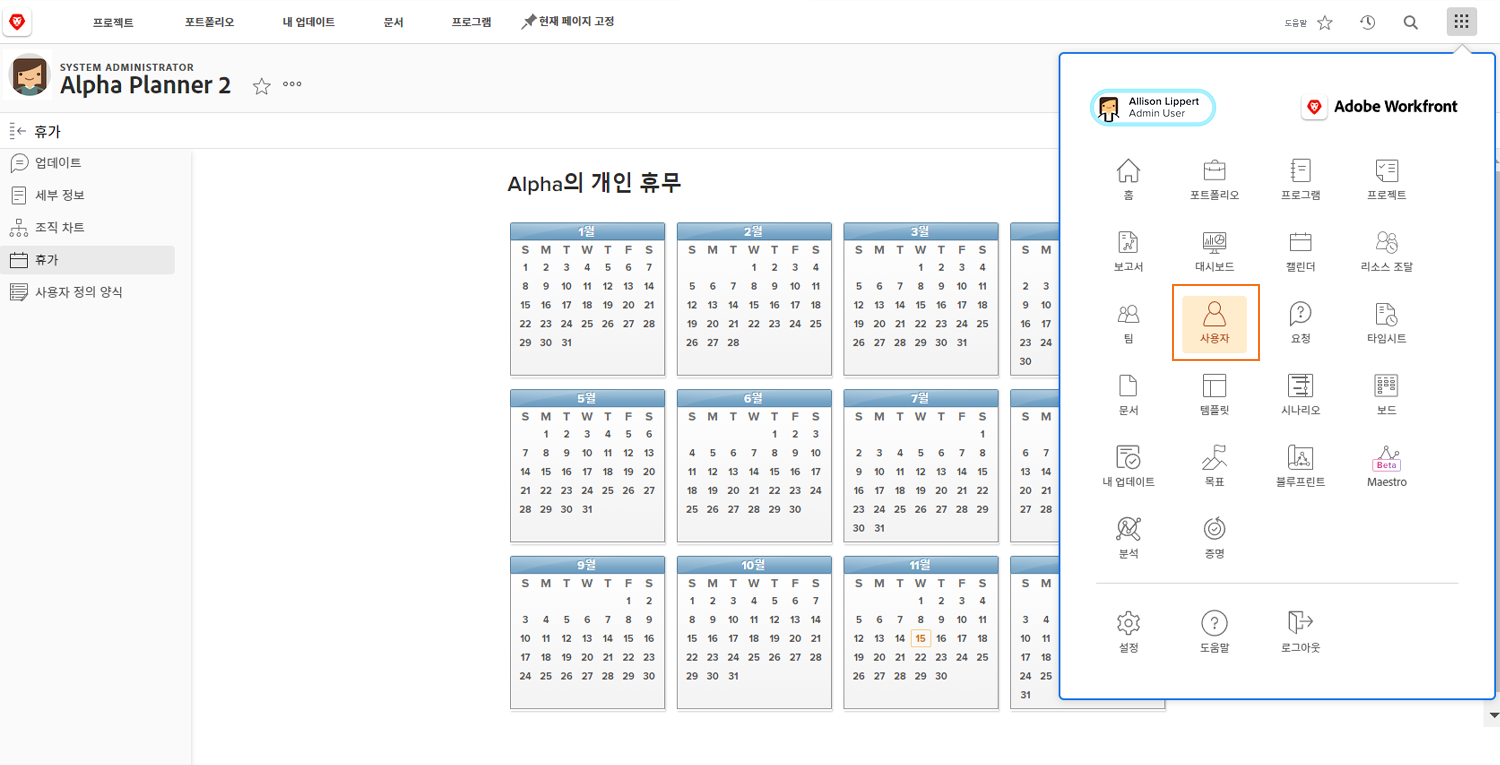 프로젝트 포트폴리오 내 업데이트 문서 프로그램 현재 페이지 고정 도움말
SYSTEM ADMINISTRATOR
Alpha Planner 2
휴가
업데이트
세부 정보
조직 차트
휴가
사용자 정의 양식
Alpha의 개인 휴무
1월
S M T W T F S
1 2 3 4 5 6 7
8 9 10 11 12 13 14
15 16 17 18 19 20 21
22 23 24 25 26 27 28
29 30 31
2월
S M T W T F S
1 2 3 4
5 6 7 8 9 10 11
12 13 14 15 16 17 18
19 20 21 22 23 24 25
26 27 28
3월
S M T W T F S
1 2 3 4
5 6 7 8 9 10 11
12 13 14 15 16 17 18
19 20 21 22 23 24 25
26 27 28 29 30 31
S M
2 3
9 10
16 17
23 24
30
5월
S M T W T F S
1 2 3 4 5 6
7 8 9 10 11 12 13
14 15 16 17 18 19 20
21 22 23 24 25 26 27
28 29 30 31
6월
S M T W T F S
1 2 3
4 5 6 7 8 9 10
11 12 13 14 15 16 17
18 19 20 21 22 23 24
25 26 27 28 29 30
7월
S M T W T F S
1
2 3 4 5 6 7 8
9 10 11 12 13 14 15
16 17 18 19 20 21 22
23 24 25 26 27 28 29
30 31
S M
6 7
13 14
20 21
27 28
9월
S M T W T F S
1 2
3 4 5 6 7 8 9
10 11 12 13 14 15 16
17 18 19 20 21 22 23
24 25 26 27 28 29 30
10월
S M T W T F S
1 2 3 4 5 6 7
8 9 10 11 12 13 14
15 16 17 18 19 20 21
22 23 24 25 26 27 28
29 30 31
11월
S M T W T F S
1 2 3 4
5 6 7 8 9 10 11
12 13 14 15 16 17 18
19 20 21 22 23 24 25
26 27 28 29 30
S M
3 4
10 11
17 18
24 25
31
Allison Lippert
Admin User
Adobe Workfront
홈 포트폴리오 프로그램 프로젝트
보고서 대시보드 캘린더 리소스 조달
팀 사용자 요청 타임시트
문서 템플릿 시나리오 보드
Beta
내 업데이트 목표 블루프린트 Maestro
분석 증명
설정 도움말 로그아웃